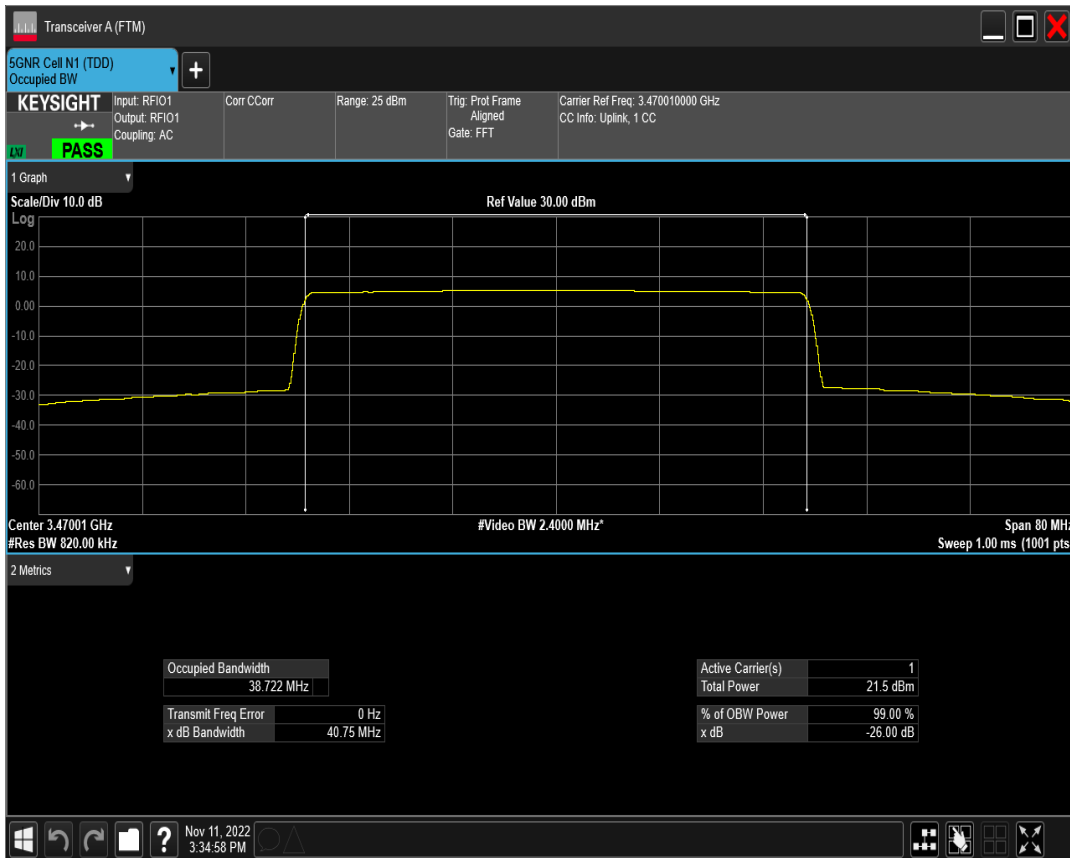 Transceiver A (FTM)
5GNR Cell N1 (TDD)
Occupied BW
+
KEYSIGHT
LXI
PASS
Input: RFIO1
Output: RFIO1
Coupling: AC
Corr CCorr
Range: 25 dBm
Trig: Prot Frame
Aligned
Gate: FFT
Carrier Ref Freq: 3.470010000 GHz
CC Info: Uplink, 1 CC
1 Graph
Scale/Div 10.0 dB
Ref Value 30.00 dBm
Log
20.0
10.0
0.00
-10.0
-20.0
-30.0
-40.0
-50.0
-60.0
Center 3.47001 GHz
#Video BW 2.4000 MHz*
Span 80 MHz
#Res BW 820.00 kHz
Sweep 1.00 ms (1001 pts
2 Metrics
Occupied Bandwidth
38.722 MHz
Transmit Freq Error 0 Hz
x dB Bandwidth 40.75 MHz
Active Carrier(s) 1
Total Power 21.5 dBm
% of OBW Power 99.00 %
x dB -26.00 dB
?
Nov 11, 2022
3:34:58 PM